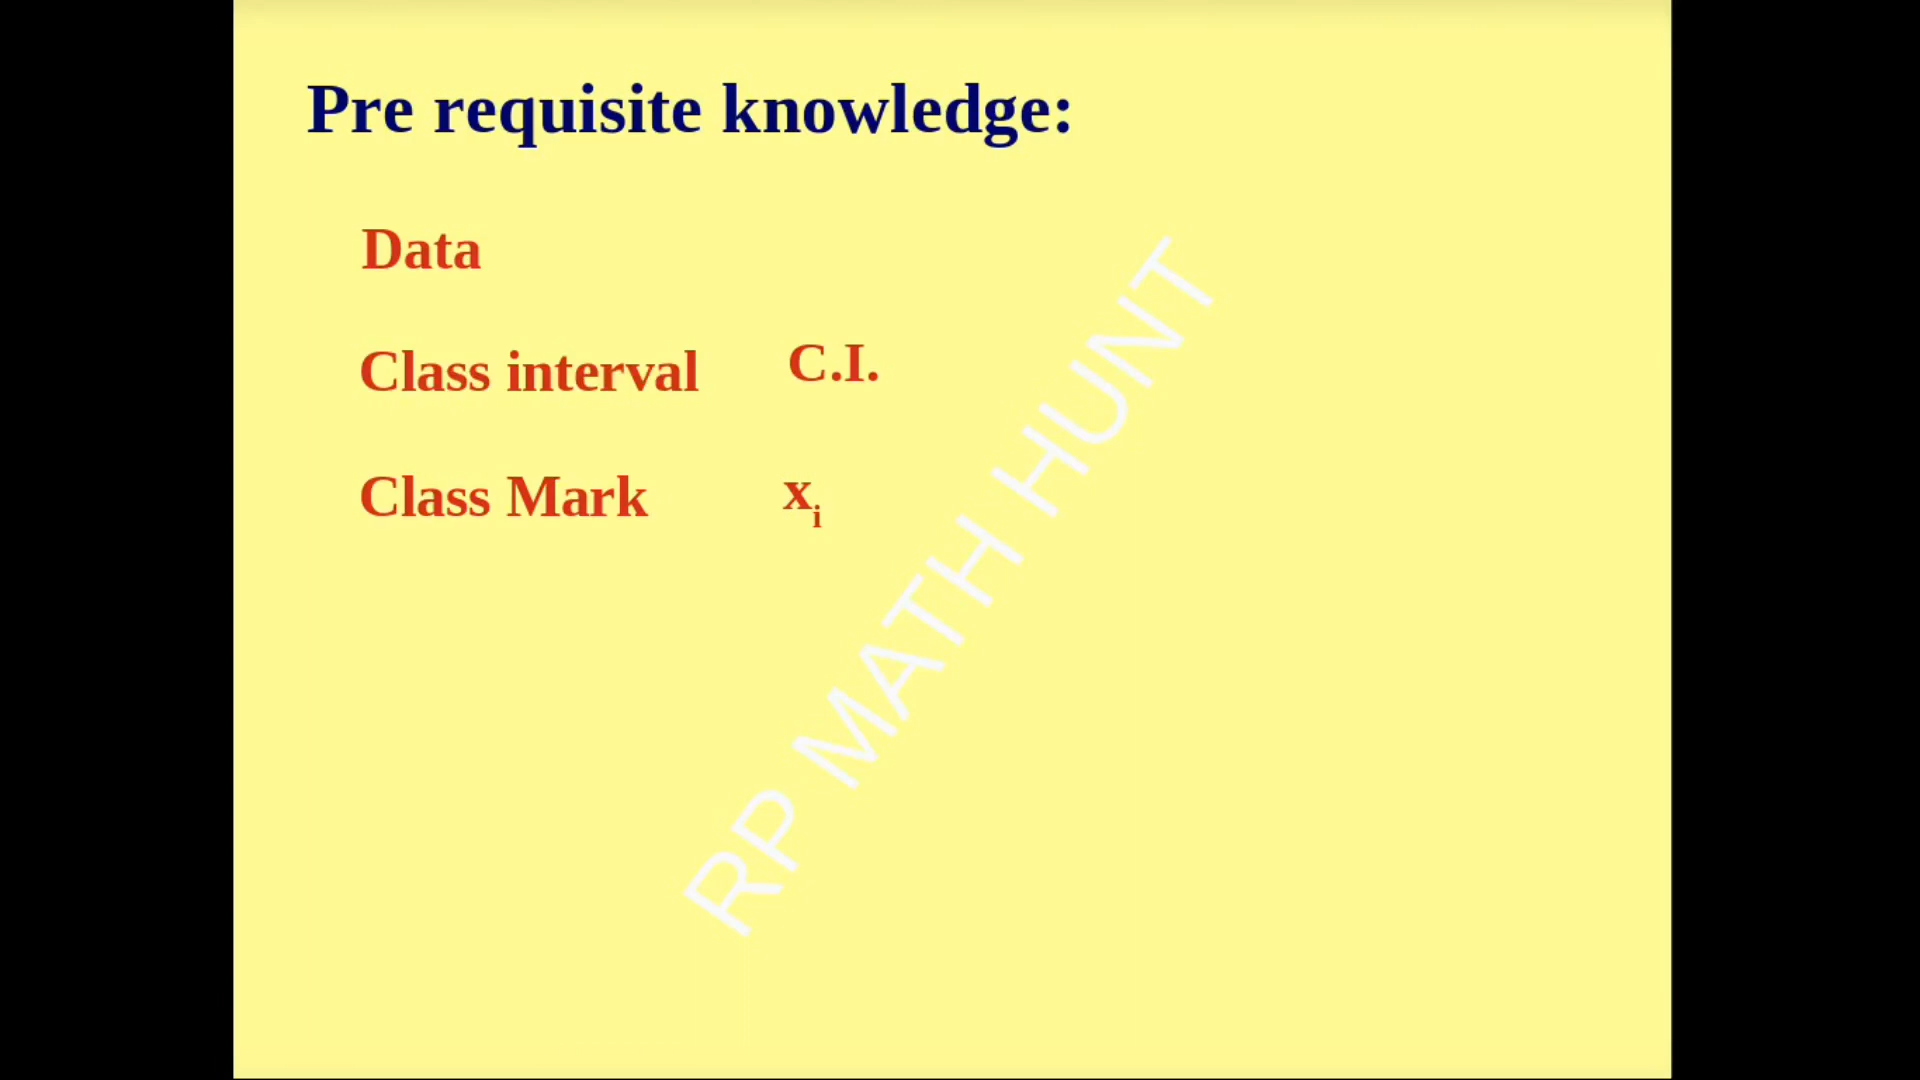 Pre requisite knowledge:
Data
Class interval C.I.
Class Mark xi
RP MATH HUNT